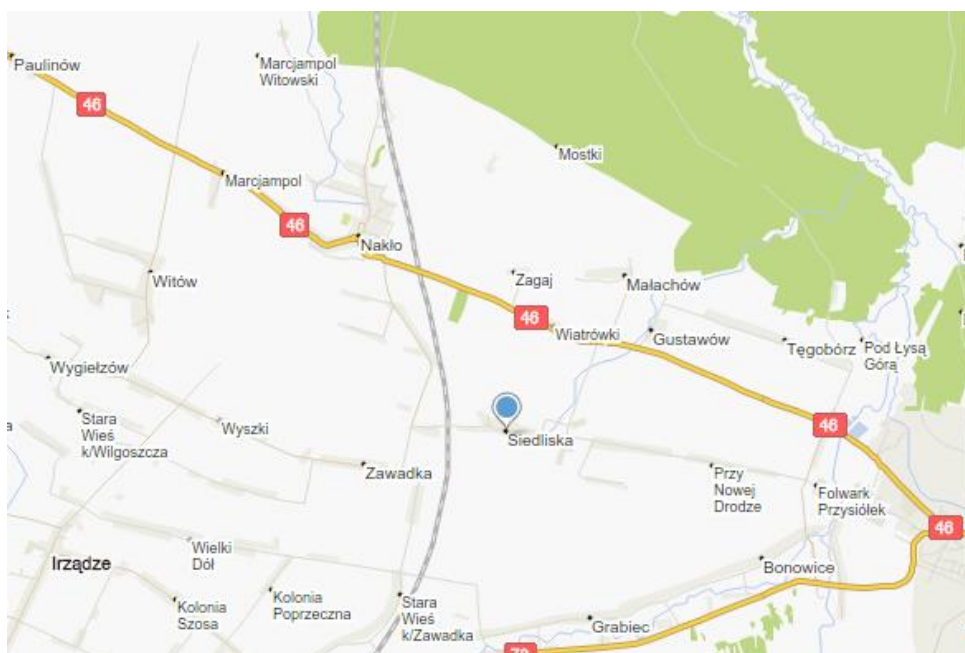 Paulinów
Marcjampol
Witowski
46
Mostki
Marcjampol
46
Nakło
Witów
Zagaj
Małachów
46
Wiatrówki
Gustawów
Tęgobórz
Pod Łysą
Górą
Wygiełzów
Stara
Wieś
k/Wilgoszcza
Wyszki
46
Siedliska
Zawadka
Przy
Nowej
Drodze
Folwark
Przysiółek
46
Wielki
Dół
Irządze
Bonowice
Kolonia
Szosa
Kolonia
Poprzeczna
Stara
Wieś
k/Zawadka
Grabiec
78